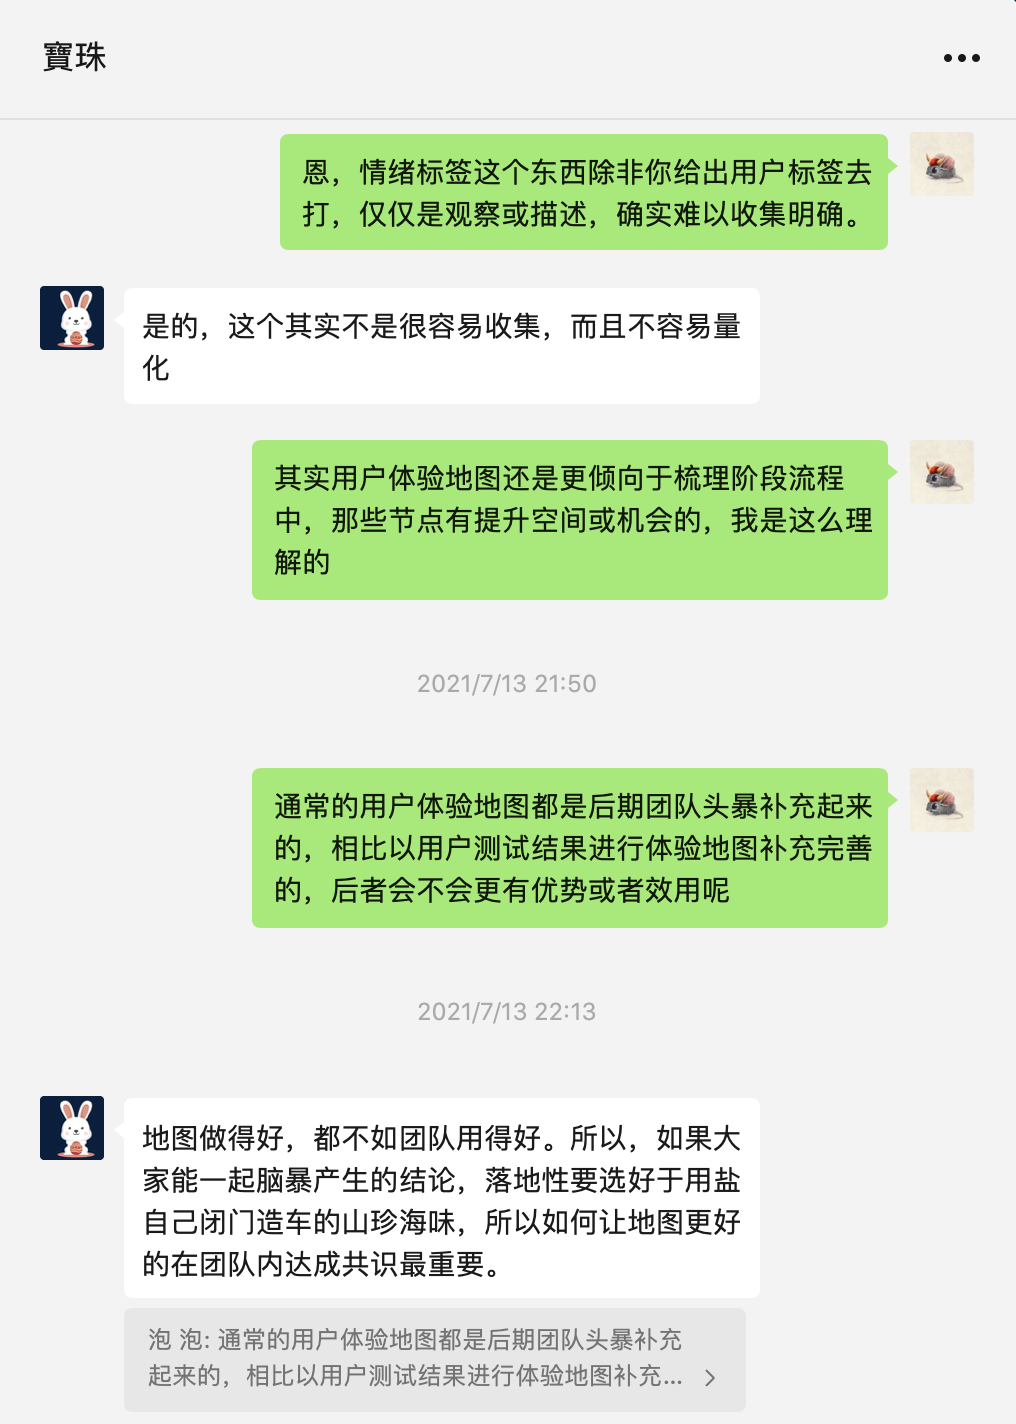 寶珠
恩，情绪标签这个东西除非你给出用户标签去
打，仅仅是观察或描述，确实难以收集明确。
是的，这个其实不是很容易收集，而且不容易量
化
其实用户体验地图还是更倾向于梳理阶段流程
中，那些节点有提升空间或机会的，我是这么理
解的
2021/7/13 21:50
通常的用户体验地图都是后期团队头暴补充起来
的，相比以用户测试结果进行体验地图补充完善
的，后者会不会更有优势或者效用呢
2021/7/13 22:13
地图做得好，都不如团队用得好。所以，如果大
家能一起脑暴产生的结论，落地性要选好于用盐
自己闭门造车的山珍海味，所以如何让地图更好
的在团队内达成共识最重要。
泡 泡: 通常的用户体验地图都是后期团队头暴补充
起来的，相比以用户测试结果进行体验地图补充...